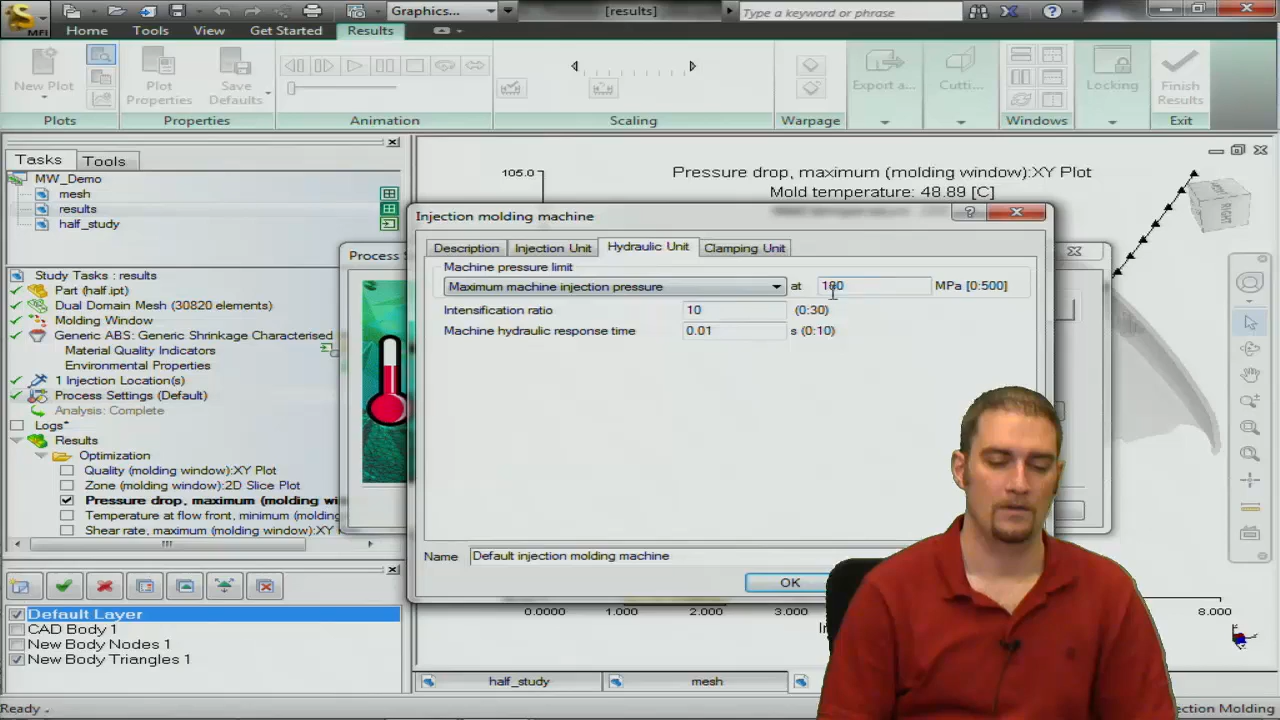 Graphics...
[results]
Type a keyword or phrase
MFI
Home
Tools
View
Get Started
Results
New Plot
Plot Properties
Save Defaults
Export a...
Cutti...
Locking
Finish Results
Plots
Properties
Animation
Scaling
Warpage
Windows
Exit
Tasks
Tools
MW_Demo
mesh
results
half_study
Study Tasks : results
Part (half.ipt)
Dual Domain Mesh (30820 elements)
Molding Window
Generic ABS: Generic Shrinkage Characterised
Material Quality Indicators
Environmental Properties
1 Injection Location(s)
Process Settings (Default)
Analysis: Complete
Logs*
Results
Optimization
Quality (molding window):XY Plot
Zone (molding window):2D Slice Plot
Pressure drop, maximum (molding wi
Temperature at flow front, minimum (molding
Shear rate, maximum (molding window):XY
Default Layer
CAD Body 1
New Body Nodes 1
New Body Triangles 1
105.0
Pressure drop, maximum (molding window):XY Plot
Mold temperature: 48.89 [C]
RIGHT
Process S
Injection molding machine
Description
Injection Unit
Hydraulic Unit
Clamping Unit
Machine pressure limit
Maximum machine injection pressure
at
180
MPa [0:500]
Intensification ratio
10
(0:30)
Machine hydraulic response time
0.01
s (0:10)
Name
Default injection molding machine
OK
0.0000
1.000
2.000
3.000
8.000
In
half_study
mesh
Ready
ection Molding